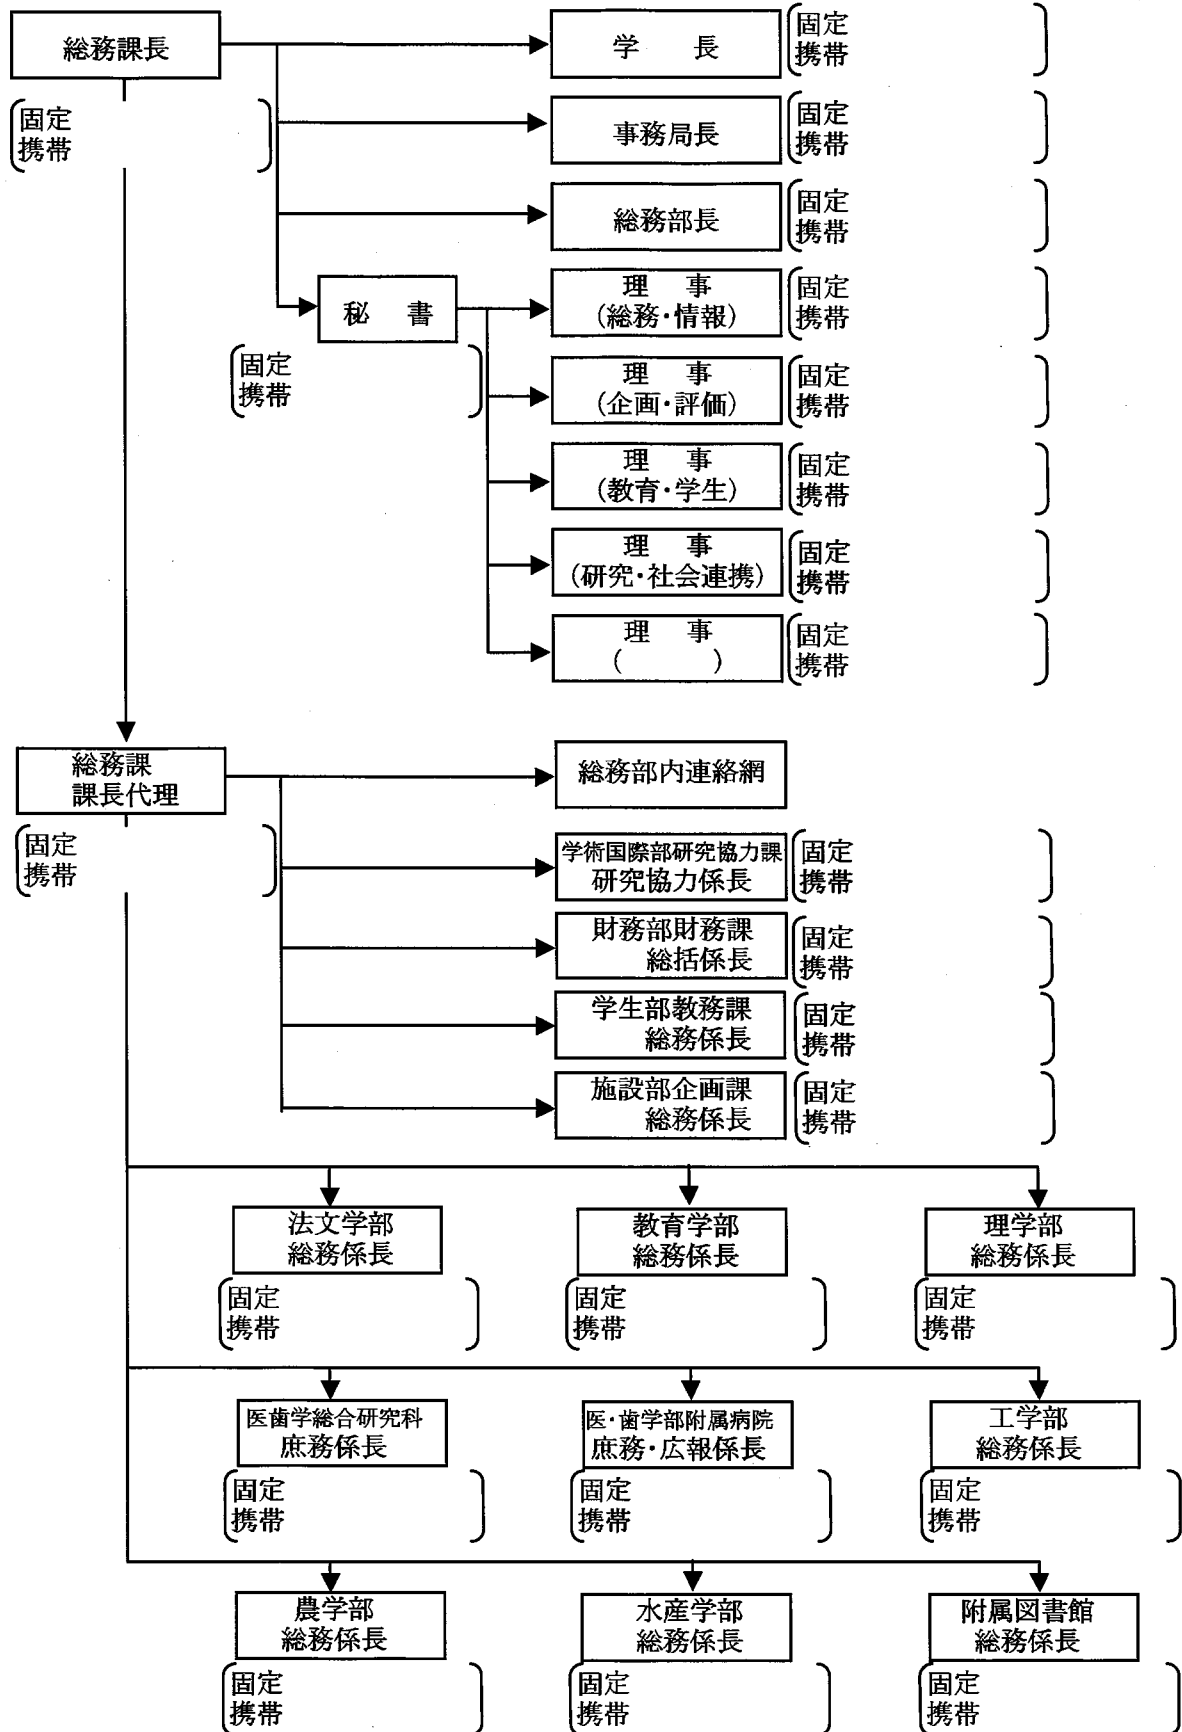 総務課長
固定
携帯
学 長
固定
携帯
事務局長
固定
携帯
総務部長
固定
携帯
秘 書
固定
携帯
理 事
(総務・情報)
固定
携帯
理 事
(企画・評価)
固定
携帯
理 事
(教育・学生)
固定
携帯
理 事
(研究・社会連携)
固定
携帯
理 事
( )
固定
携帯
総務課
課長代理
固定
携帯
総務部内連絡網
学術国際部研究協力課
研究協力係長
固定
携帯
財務部財務課
総括係長
固定
携帯
学生部教務課
総務係長
固定
携帯
施設部企画課
総務係長
固定
携帯
法文学部
総務係長
固定
携帯
教育学部
総務係長
固定
携帯
理学部
総務係長
固定
携帯
医歯学総合研究科
庶務係長
固定
携帯
医・歯学部附属病院
庶務・広報係長
固定
携帯
工学部
総務係長
固定
携帯
農学部
総務係長
固定
携帯
水産学部
総務係長
固定
携帯
附属図書館
総務係長
固定
携帯